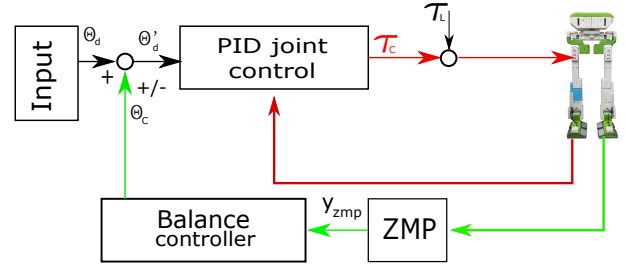 Θd
Θ'd
τL
Input
+
+/-
PID joint
control
τc
Θc
yzmp
Balance
controller
ZMP